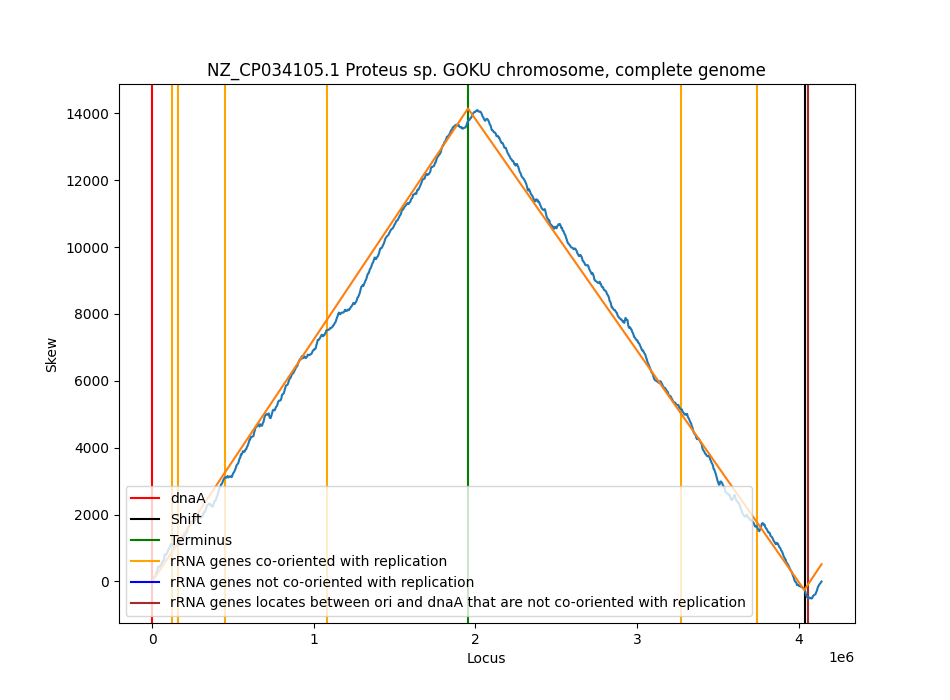 NZ_CP034105.1 Proteus sp. GOKU chromosome, complete genome
14000
12000
10000
8000
6000
4000
2000
0
Skew
dnaA
Shift
Terminus
rRNA genes co-oriented with replication
rRNA genes not co-oriented with replication
rRNA genes locates between ori and dnaA that are not co-oriented with replication
0 1 2 3 4
1e6
Locus